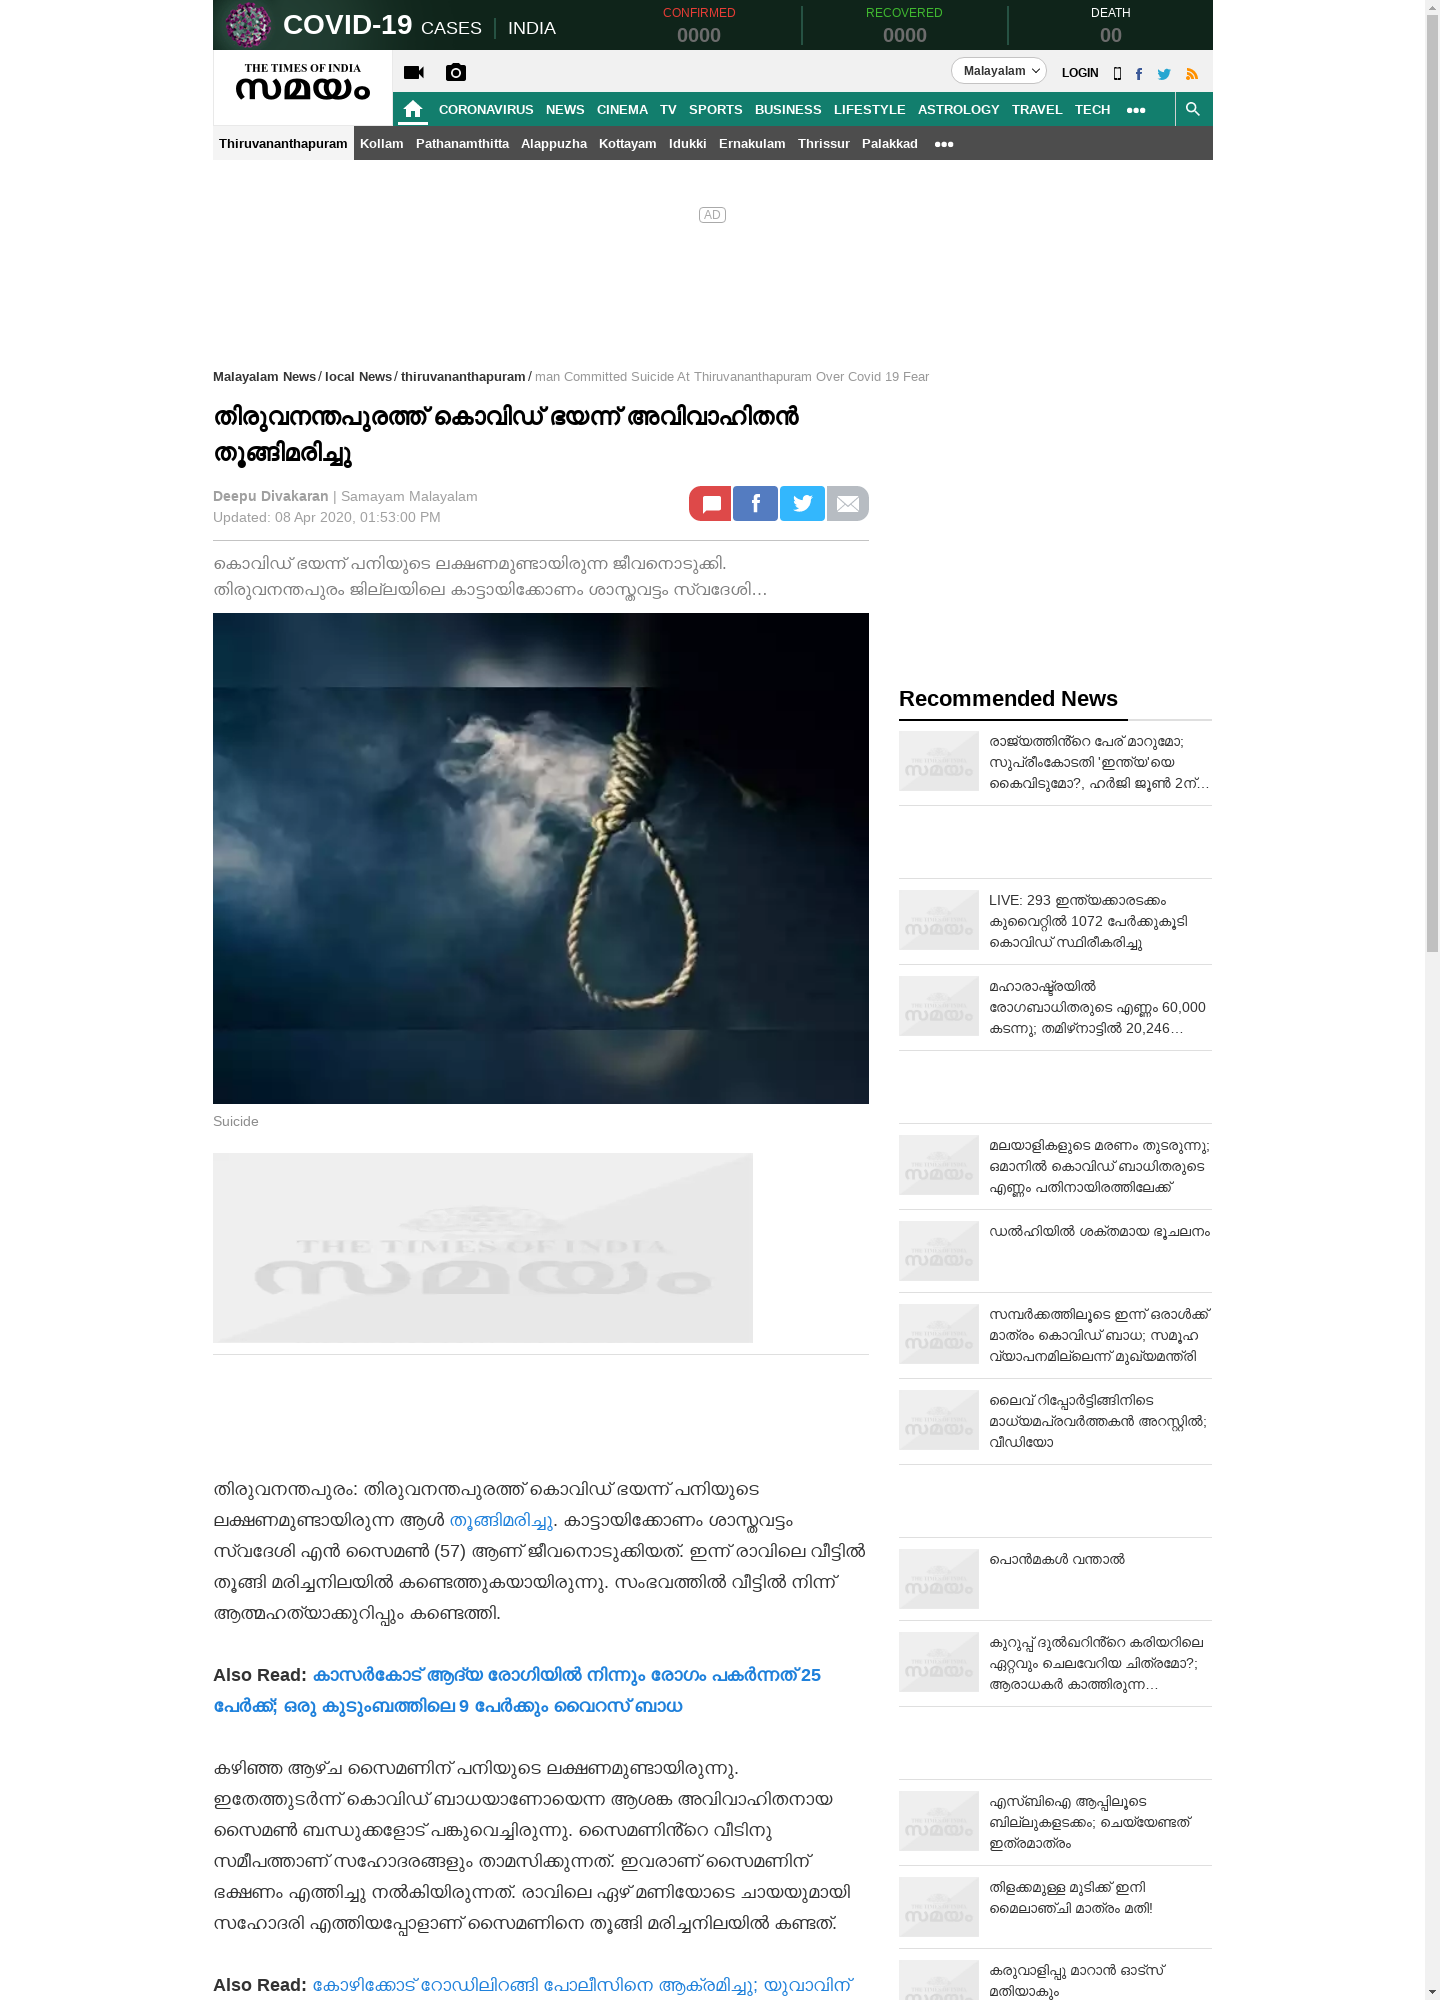 COVID-19 CASES INDIA
CONFIRMED
0000
RECOVERED
0000
DEATH
00
THE TIMES OF INDIA
സമയം
Malayalam
LOGIN
CORONAVIRUS NEWS CINEMA TV SPORTS BUSINESS LIFESTYLE ASTROLOGY TRAVEL TECH
Thiruvananthapuram Kollam Pathanamthitta Alappuzha Kottayam Idukki Ernakulam Thrissur Palakkad
AD
Malayalam News / local News / thiruvananthapuram / man Committed Suicide At Thiruvananthapuram Over Covid 19 Fear
തിരുവനന്തപുരത്ത് കൊവിഡ് ഭയന്ന് അവിവാഹിതൻ
തൂങ്ങിമരിച്ചു
Deepu Divakaran | Samayam Malayalam
Updated: 08 Apr 2020, 01:53:00 PM
കൊവിഡ് ഭയന്ന് പനിയുടെ ലക്ഷണമുണ്ടായിരുന്ന ജീവനൊടുക്കി.
തിരുവനന്തപുരം ജില്ലയിലെ കാട്ടായിക്കോണം ശാസ്തവട്ടം സ്വദേശി…
Suicide
THE TIMES OF INDIA
സമയം
തിരുവനന്തപുരം: തിരുവനന്തപുരത്ത് കൊവിഡ് ഭയന്ന് പനിയുടെ
ലക്ഷണമുണ്ടായിരുന്ന ആൾ തൂങ്ങിമരിച്ചു. കാട്ടായിക്കോണം ശാസ്തവട്ടം
സ്വദേശി എൻ സൈമൺ (57) ആണ് ജീവനൊടുക്കിയത്. ഇന്ന് രാവിലെ വീട്ടിൽ
തൂങ്ങി മരിച്ചനിലയിൽ കണ്ടെത്തുകയായിരുന്നു. സംഭവത്തിൽ വീട്ടിൽ നിന്ന്
ആത്മഹത്യാക്കുറിപ്പും കണ്ടെത്തി.
Also Read: കാസർകോട് ആദ്യ രോഗിയിൽ നിന്നും രോഗം പകർന്നത് 25
പേർക്ക്; ഒരു കുടുംബത്തിലെ 9 പേർക്കും വൈറസ് ബാധ
കഴിഞ്ഞ ആഴ്ച സൈമണിന് പനിയുടെ ലക്ഷണമുണ്ടായിരുന്നു.
ഇതേത്തുടർന്ന് കൊവിഡ് ബാധയാണോയെന്ന ആശങ്ക അവിവാഹിതനായ
സൈമൺ ബന്ധുക്കളോട് പങ്കുവെച്ചിരുന്നു. സൈമണിൻ്റെ വീടിനു
സമീപത്താണ് സഹോദരങ്ങളും താമസിക്കുന്നത്. ഇവരാണ് സൈമണിന്
ഭക്ഷണം എത്തിച്ചു നൽകിയിരുന്നത്. രാവിലെ ഏഴ് മണിയോടെ ചായയുമായി
സഹോദരി എത്തിയപ്പോളാണ് സൈമണിനെ തൂങ്ങി മരിച്ചനിലയിൽ കണ്ടത്.
Also Read: കോഴിക്കോട് റോഡിലിറങ്ങി പോലീസിനെ ആക്രമിച്ചു; യുവാവിന്
Recommended News
രാജ്യത്തിൻ്റെ പേര് മാറുമോ;
സുപ്രീംകോടതി 'ഇന്ത്യ'യെ
കൈവിടുമോ?, ഹർജി ജൂൺ 2ന്…
LIVE: 293 ഇന്ത്യക്കാരടക്കം
കുവൈറ്റിൽ 1072 പേർക്കുകൂടി
കൊവിഡ് സ്ഥിരീകരിച്ചു
മഹാരാഷ്ട്രയിൽ
രോഗബാധിതരുടെ എണ്ണം 60,000
കടന്നു; തമിഴ്‌നാട്ടിൽ 20,246…
മലയാളികളുടെ മരണം തുടരുന്നു;
ഒമാനിൽ കൊവിഡ് ബാധിതരുടെ
എണ്ണം പതിനായിരത്തിലേക്ക്
ഡൽഹിയിൽ ശക്തമായ ഭൂചലനം
സമ്പർക്കത്തിലൂടെ ഇന്ന് ഒരാൾക്ക്
മാത്രം കൊവിഡ് ബാധ; സമൂഹ
വ്യാപനമില്ലെന്ന് മുഖ്യമന്ത്രി
ലൈവ് റിപ്പോർട്ടിങ്ങിനിടെ
മാധ്യമപ്രവർത്തകൻ അറസ്റ്റിൽ;
വീഡിയോ
പൊൻമകൾ വന്താൽ
കുറുപ്പ് ദുൽഖറിൻ്റെ കരിയറിലെ
ഏറ്റവും ചെലവേറിയ ചിത്രമോ?;
ആരാധകർ കാത്തിരുന്ന…
എസ്ബിഐ ആപ്പിലൂടെ
ബില്ലുകളടക്കം; ചെയ്യേണ്ടത്
ഇത്രമാത്രം
തിളക്കമുള്ള മുടിക്ക് ഇനി
മൈലാഞ്ചി മാത്രം മതി!
കരുവാളിപ്പു മാറാൻ ഓട്സ്
മതിയാകും